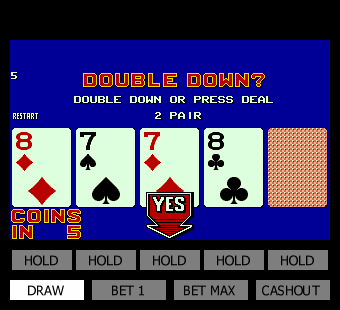 5
DOUBLE DOWN?
DOUBLE DOWN OR PRESS DEAL
RESTART
2 PAIR
8 7 7 8
YES
COINS
IN 5
HOLD HOLD HOLD HOLD HOLD
DRAW BET 1 BET MAX CASHOUT